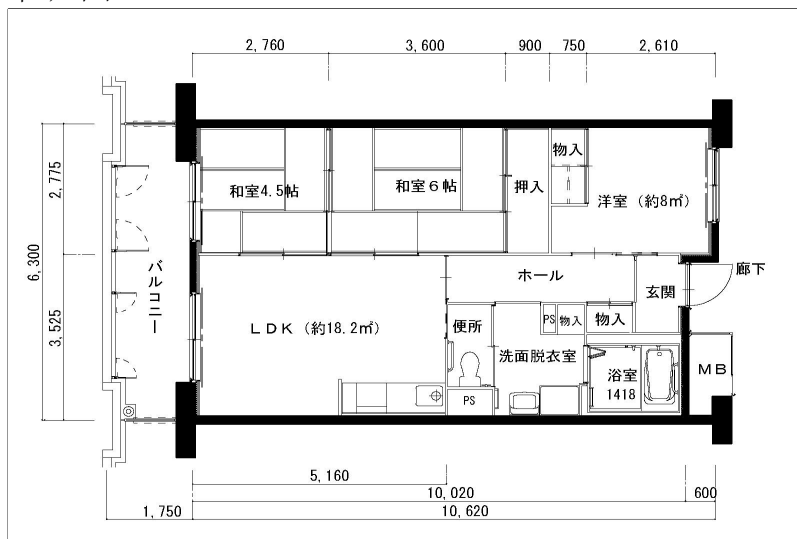 2,760
3,600
900
750
2,610
2,775
6,300
3,525
和室4.5帖
和室6帖
押入
物入
洋室（約8㎡）
バルコニー
LDK（約18.2㎡）
ホール
玄関
廊下
便所
PS
物入
物入
洗面脱衣室
浴室
1418
MB
PS
5,160
10,020
600
1,750
10,620